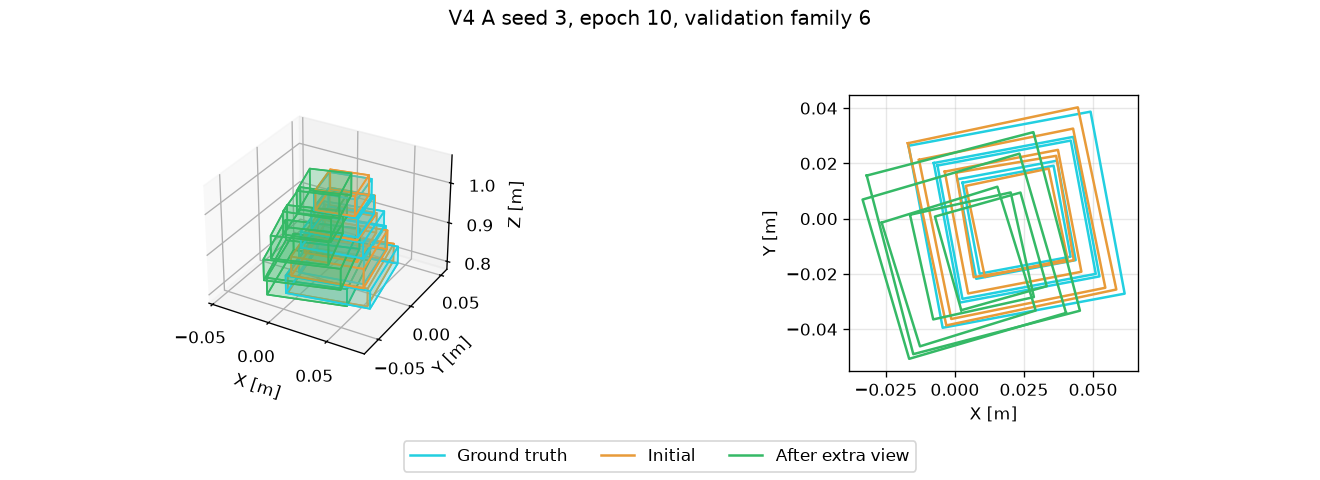 V4 A seed 3, epoch 10, validation family 6
1.0
0.9
0.8
Z [m]
0.05
0.00
−0.05
Y [m]
−0.05
0.00
0.05
X [m]
0.04
0.02
0.00
−0.02
−0.04
Y [m]
−0.025 0.000 0.025 0.050
X [m]
Ground truth Initial After extra view